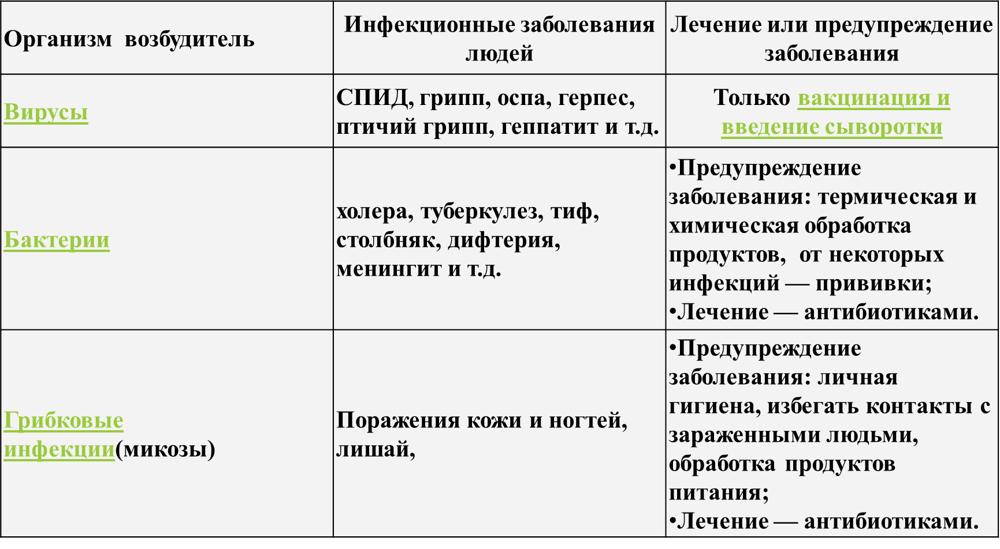 Организм возбудитель
Инфекционные заболевания
людей
Лечение или предупреждение
заболевания
Вирусы
СПИД, грипп, оспа, герпес,
птичий грипп, геппатит и т.д.
Только вакцинация и
введение сыворотки
Бактерии
холера, туберкулез, тиф,
столбняк, дифтерия,
менингит и т.д.
•Предупреждение
заболевания: термическая и
химическая обработка
продуктов, от некоторых
инфекций — прививки;
•Лечение — антибиотиками.
Грибковые
инфекции(микозы)
Поражения кожи и ногтей,
лишай,
•Предупреждение
заболевания: личная
гигиена, избегать контакты с
зараженными людьми,
обработка продуктов
питания;
•Лечение — антибиотиками.